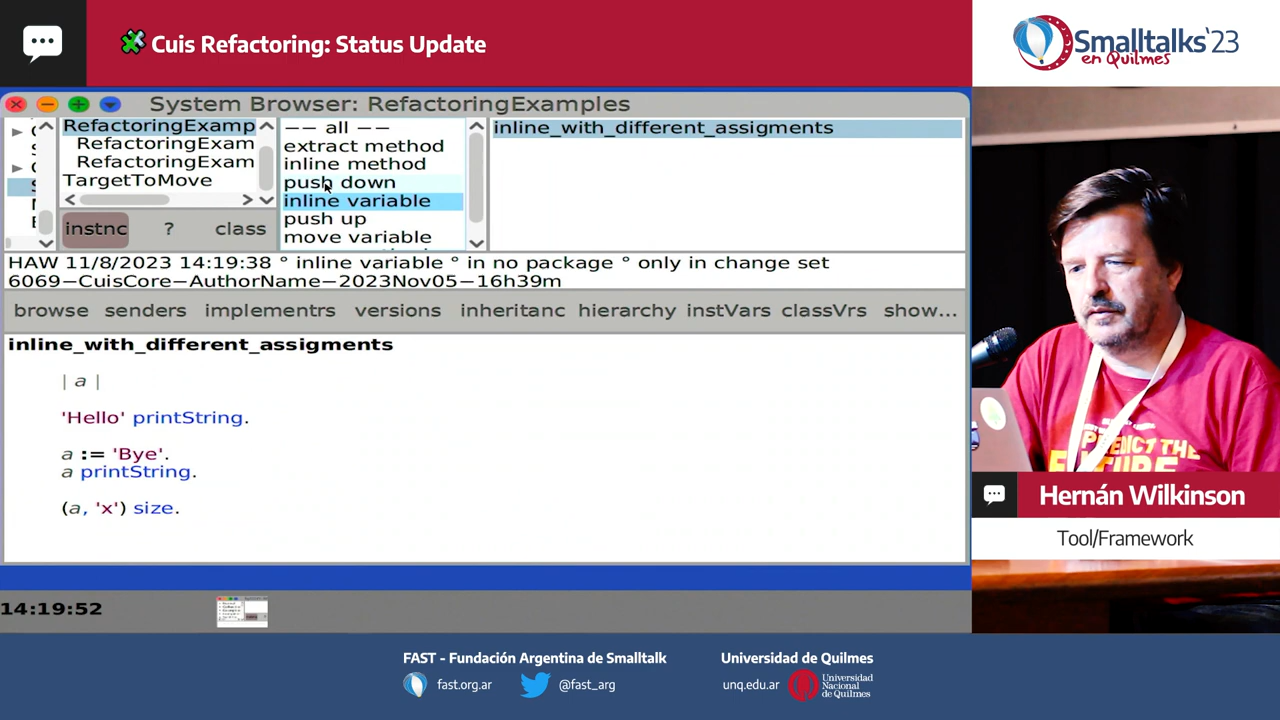 Cuis Refactoring: Status Update
Smalltalks'23
en Quilmes
System Browser: RefactoringExamples
RefactoringExamp
RefactoringExam
RefactoringExam
TargetToMove
instnc
?
class
-- all --
extract method
inline method
push down
inline variable
push up
move variable
inline_with_different_assigments
HAW 11/8/2023 14:19:38 ° inline variable ° in no package ° only in change set
6069-CuisCore-AuthorName-2023Nov05-16h39m
browse senders implementrs versions inheritanc hierarchy instVars classVrs show...
inline_with_different_assigments
| a |
'Hello' printString.
a := 'Bye'.
a printString.
(a, 'x') size.
14:19:52
PREDICT THE
FUTURE
Hernán Wilkinson
Tool/Framework
FAST - Fundación Argentina de Smalltalk
fast.org.ar
@fast_arg
Universidad de Quilmes
unq.edu.ar
Universidad
Nacional
de Quilmes